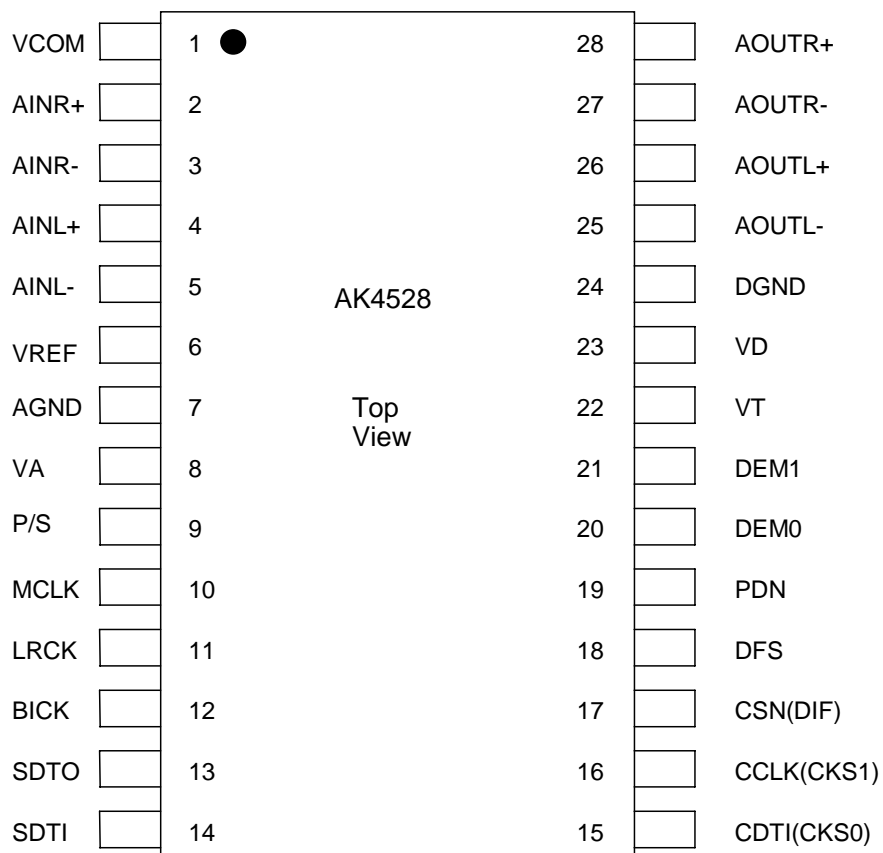 VCOM 1 28 AOUTR+
AINR+ 2 27 AOUTR-
AINR- 3 26 AOUTL+
AINL+ 4 25 AOUTL-
AINL- 5 AK4528 24 DGND
VREF 6 23 VD
AGND 7 Top 22 VT
View
VA 8 21 DEM1
P/S 9 20 DEM0
MCLK 10 19 PDN
LRCK 11 18 DFS
BICK 12 17 CSN(DIF)
SDTO 13 16 CCLK(CKS1)
SDTI 14 15 CDTI(CKS0)